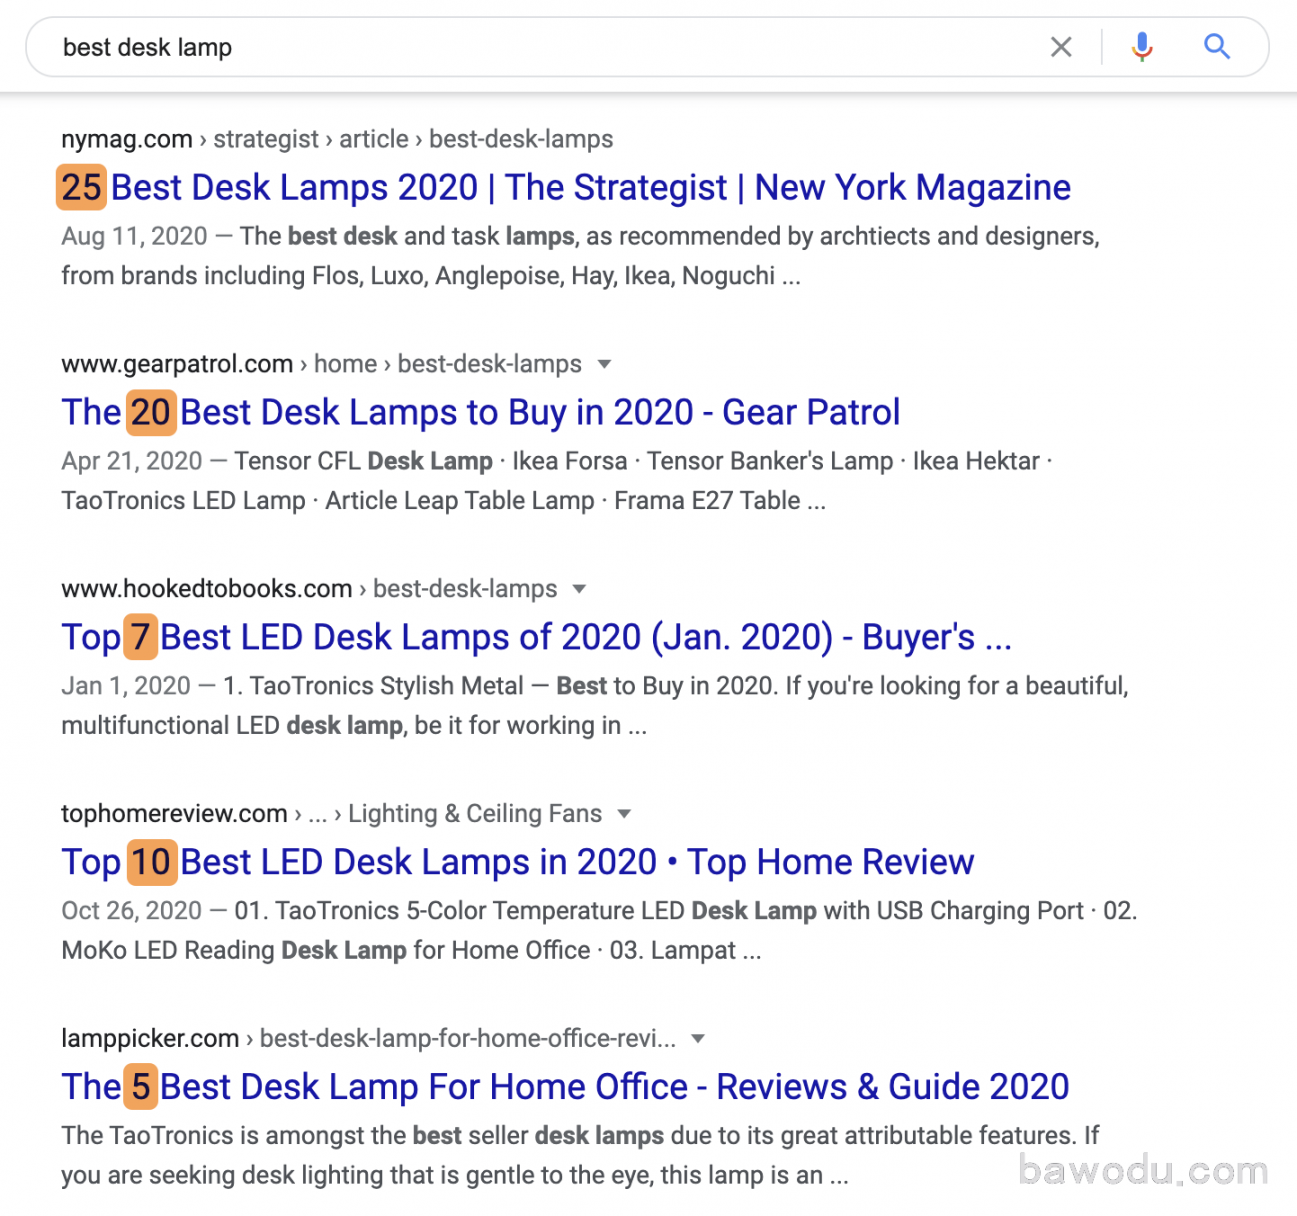 best desk lamp
nymag.com › strategist › article › best-desk-lamps
25 Best Desk Lamps 2020 | The Strategist | New York Magazine
Aug 11, 2020 — The best desk and task lamps, as recommended by archtiects and designers,
from brands including Flos, Luxo, Anglepoise, Hay, Ikea, Noguchi ...
www.gearpatrol.com › home › best-desk-lamps
The 20 Best Desk Lamps to Buy in 2020 - Gear Patrol
Apr 21, 2020 — Tensor CFL Desk Lamp · Ikea Forsa · Tensor Banker's Lamp · Ikea Hektar ·
TaoTronics LED Lamp · Article Leap Table Lamp · Frama E27 Table ...
www.hookedtobooks.com › best-desk-lamps
Top 7 Best LED Desk Lamps of 2020 (Jan. 2020) - Buyer's ...
Jan 1, 2020 — 1. TaoTronics Stylish Metal — Best to Buy in 2020. If you're looking for a beautiful,
multifunctional LED desk lamp, be it for working in ...
tophomereview.com › ... › Lighting & Ceiling Fans
Top 10 Best LED Desk Lamps in 2020 • Top Home Review
Oct 26, 2020 — 01. TaoTronics 5-Color Temperature LED Desk Lamp with USB Charging Port · 02.
MoKo LED Reading Desk Lamp for Home Office · 03. Lampat ...
lamppicker.com › best-desk-lamp-for-home-office-revi...
The 5 Best Desk Lamp For Home Office - Reviews & Guide 2020
The TaoTronics is amongst the best seller desk lamps due to its great attributable features. If
you are seeking desk lighting that is gentle to the eye, this lamp is an ...
bawodu.com